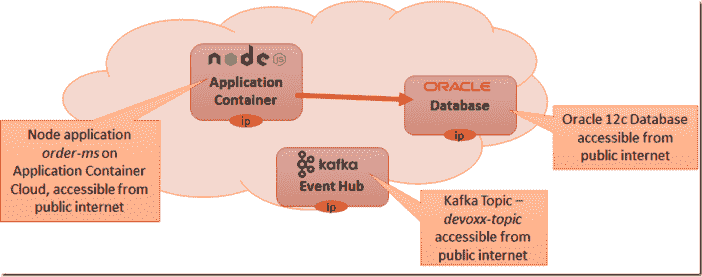 node JS
Application
Container
ip
ORACLE
Database
ip
kafka
Event Hub
ip
Node application
order-ms on
Application Container
Cloud, accessible from
public internet
Oracle 12c Database
accessible from
public internet
Kafka Topic –
devoxx-topic
accessible from
public internet